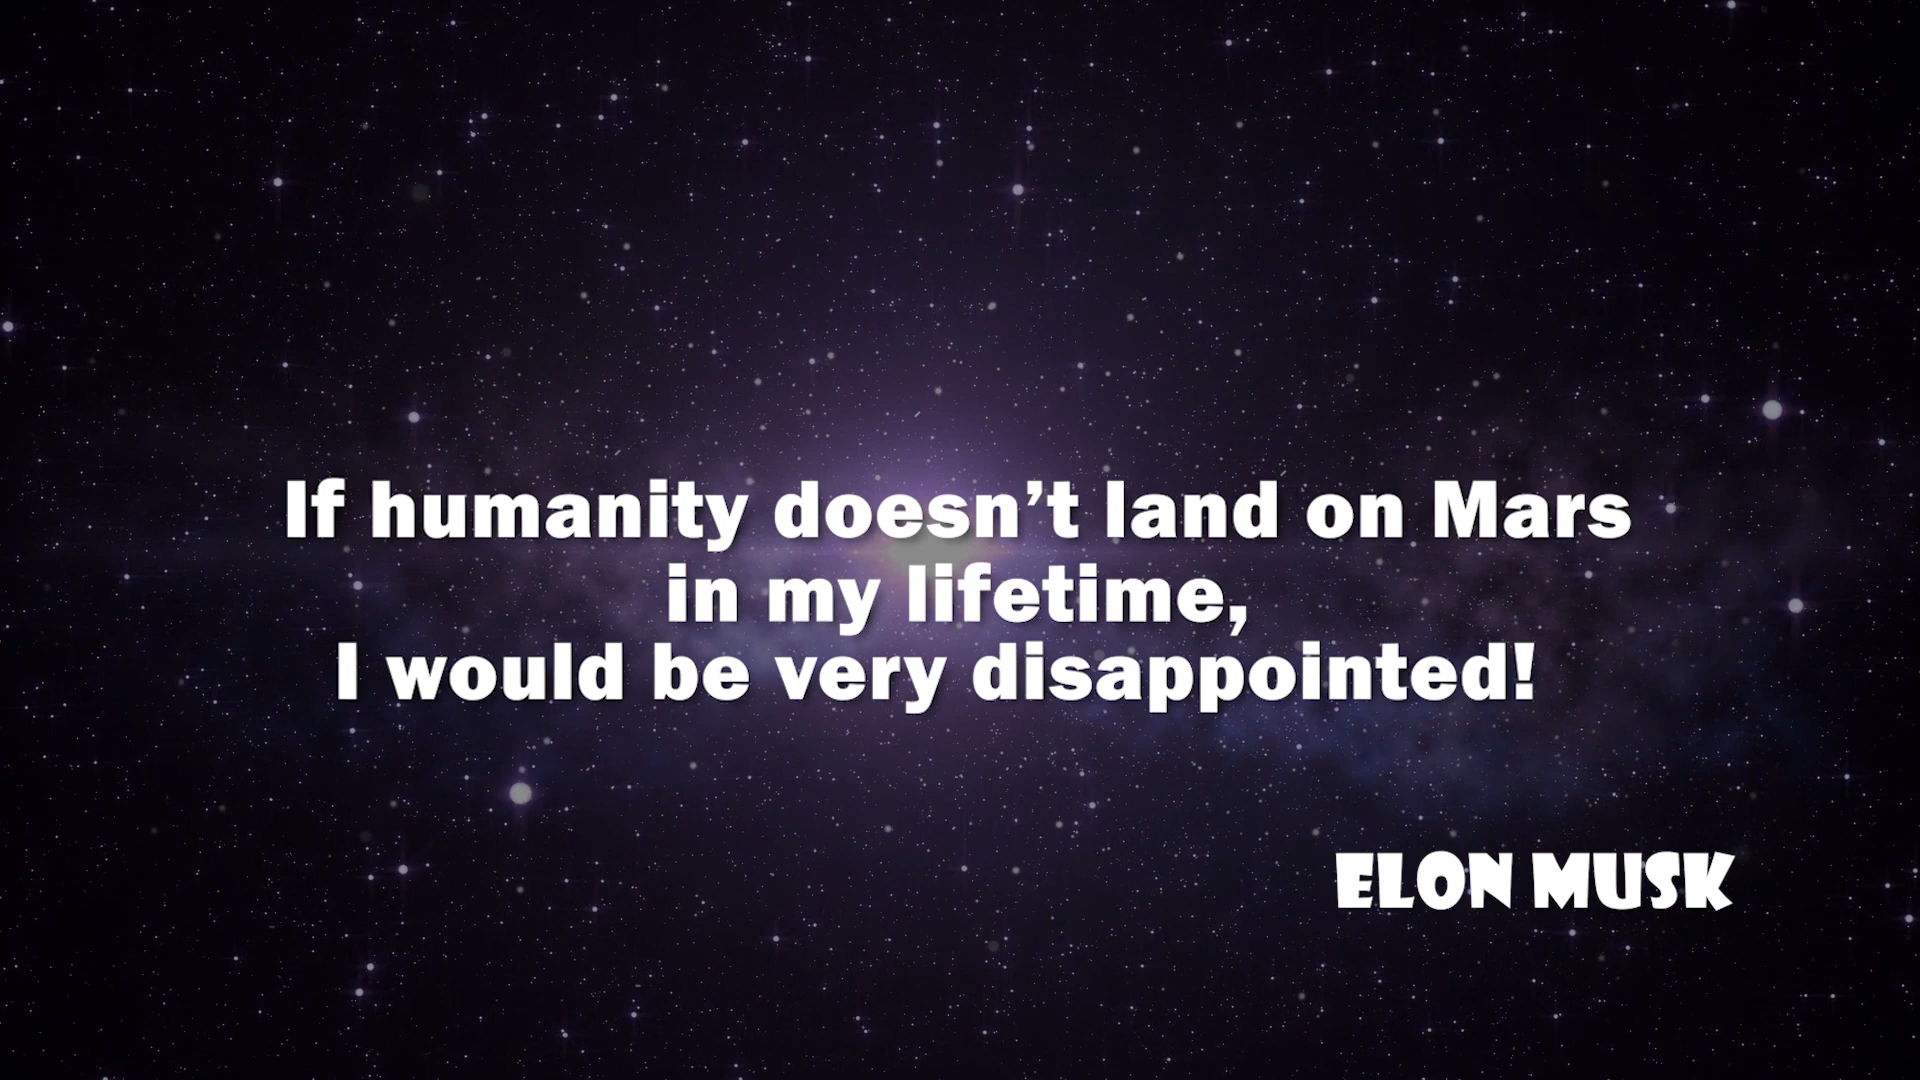 If humanity doesn’t land on Mars
in my lifetime,
I would be very disappointed!
ELON MUSK